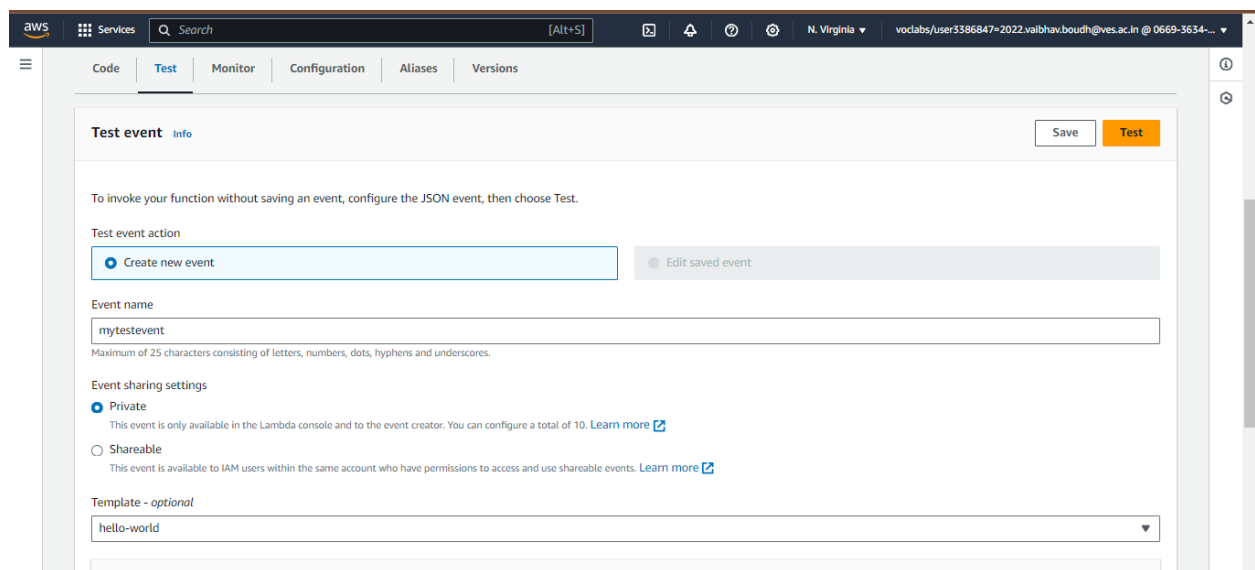 aws Services Search [Alt+S] N. Virginia voclabs/user3386847=2022.vaibhav.boudh@ves.ac.in @ 0669-3634-...
Code Test Monitor Configuration Aliases Versions
Test event Info Save Test
To invoke your function without saving an event, configure the JSON event, then choose Test.
Test event action
Create new event Edit saved event
Event name
mytestevent
Maximum of 25 characters consisting of letters, numbers, dots, hyphens and underscores.
Event sharing settings
Private
This event is only available in the Lambda console and to the event creator. You can configure a total of 10. Learn more
Shareable
This event is available to IAM users within the same account who have permissions to access and use shareable events. Learn more
Template - optional
hello-world